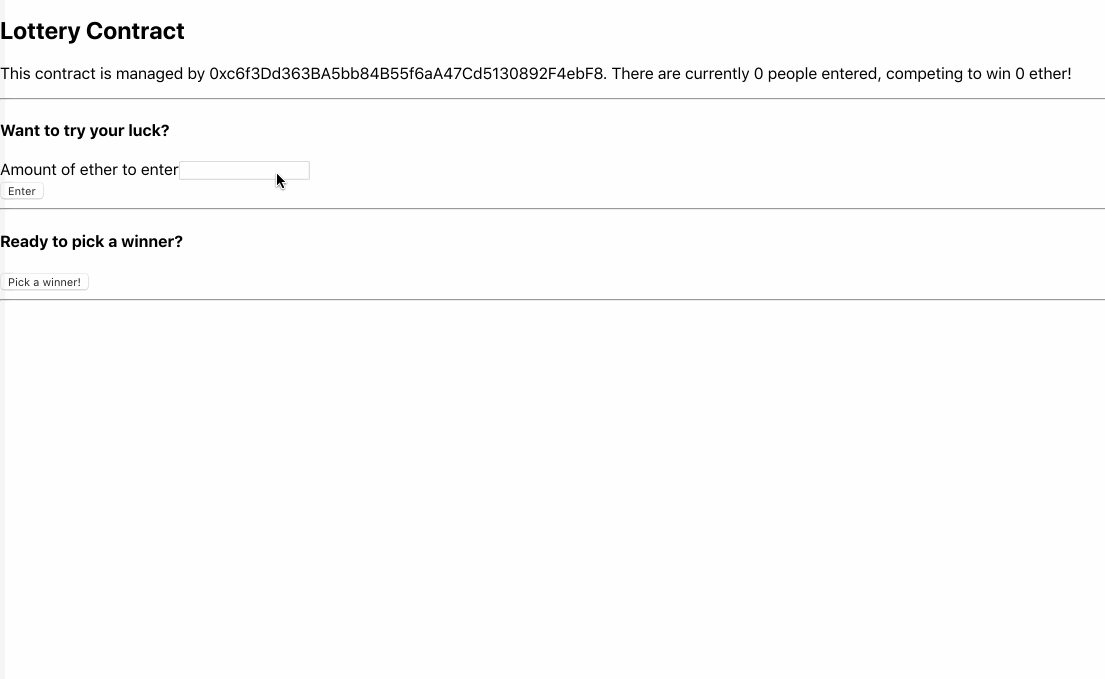 Lottery Contract
This contract is managed by 0xc6f3Dd363BA5bb84B55f6aA47Cd5130892F4ebF8. There are currently 0 people entered, competing to win 0 ether!
Want to try your luck?
Amount of ether to enter
Enter
Ready to pick a winner?
Pick a winner!